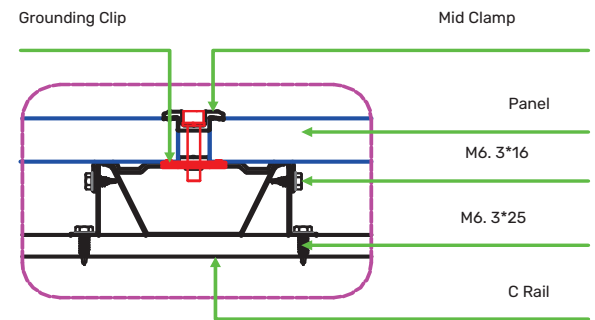 Grounding Clip
Mid Clamp
Panel
M6. 3*16
M6. 3*25
C Rail